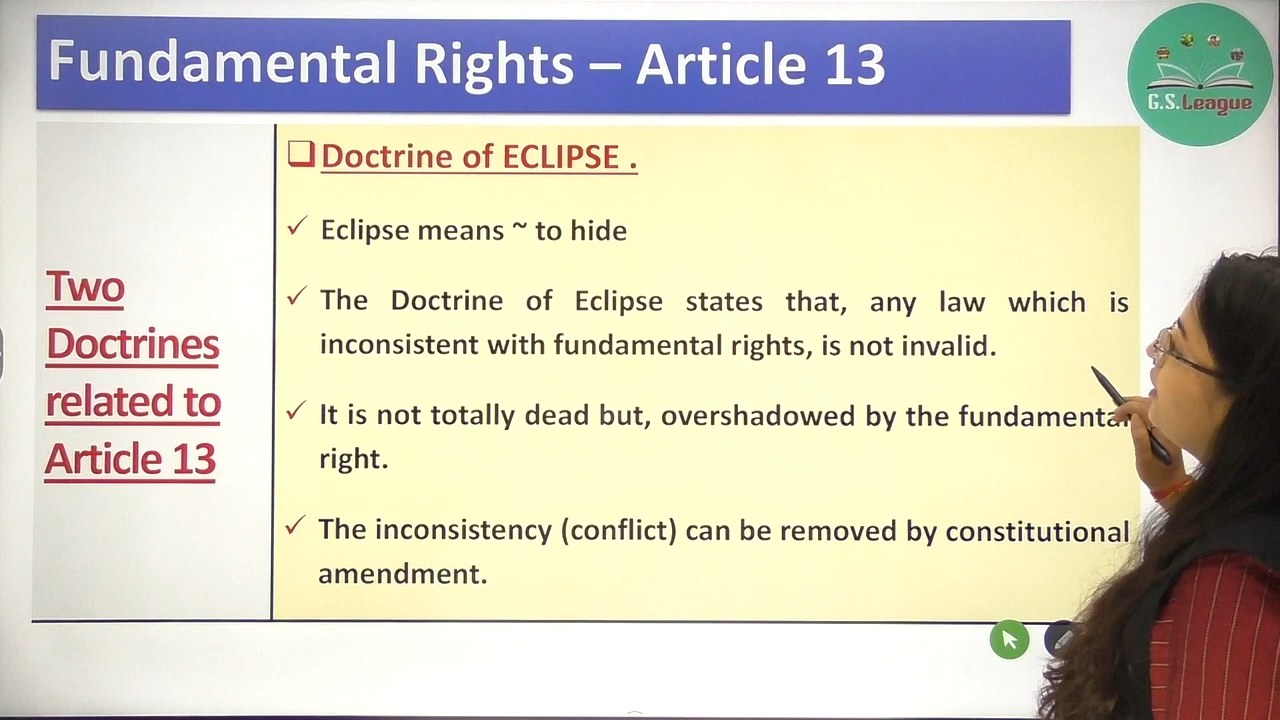 Fundamental Rights – Article 13
G.S.League
Two
Doctrines
related to
Article 13
❑Doctrine of ECLIPSE .
✓ Eclipse means ~ to hide
✓ The Doctrine of Eclipse states that, any law which is
inconsistent with fundamental rights, is not invalid.
✓ It is not totally dead but, overshadowed by the fundamental
right.
✓ The inconsistency (conflict) can be removed by constitutional
amendment.